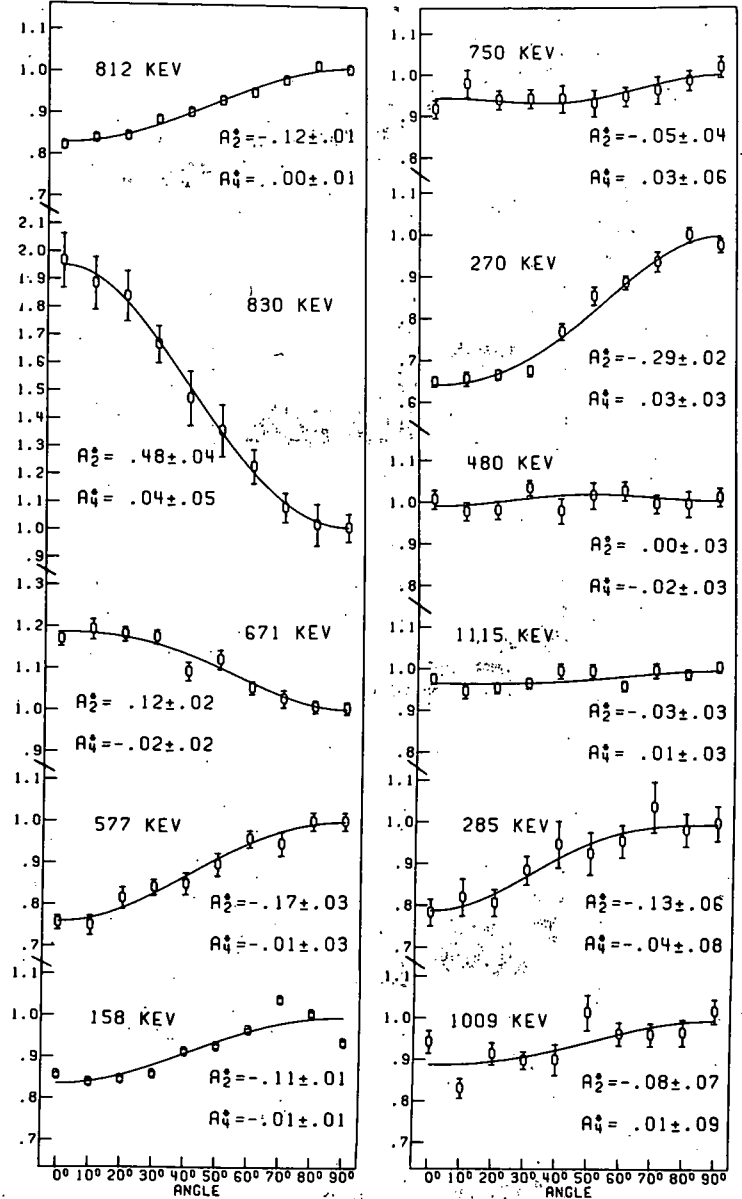 1.1
1.0
.9
.8
.7
812 KEV
A₂*=-.12±.01
A₄*= .00±.01
2.1
2.0
1.9
1.8
1.7
1.6
1.5
1.4
1.3
1.2
1.1
1.0
.9
830 KEV
A₂*= .48±.04
A₄*= .04±.05
1.3
1.2
1.1
1.0
.9
671 KEV
A₂*= .12±.02
A₄*=-.02±.02
1.1
1.0
.9
.8
.7
577 KEV
A₂*=-.17±.03
A₄*=-.01±.03
1.1
1.0
.9
.8
.7
158 KEV
A₂*=-.11±.01
A₄*=-.01±.01
0° 10° 20° 30° 40° 50° 60° 70° 80° 90°
ANGLE
1.1
1.0
.9
.8
750 KEV
A₂*=-.05±.04
A₄*= .03±.06
1.1
1.0
.9
.8
.7
.6
270 KEV
A₂*=-.29±.02
A₄*= .03±.03
1.1
1.0
.9
.8
480 KEV
A₂*= .00±.03
A₄*=-.02±.03
1.1
1.0
.9
.8
1115 KEV
A₂*=-.03±.03
A₄*= .01±.03
1.1
1.0
.9
.8
.7
285 KEV
A₂*=-.13±.06
A₄*=-.04±.08
1.1
1.0
.9
.8
.7
1009 KEV
A₂*=-.08±.07
A₄*= .01±.09
0° 10° 20° 30° 40° 50° 60° 70° 80° 90°
ANGLE